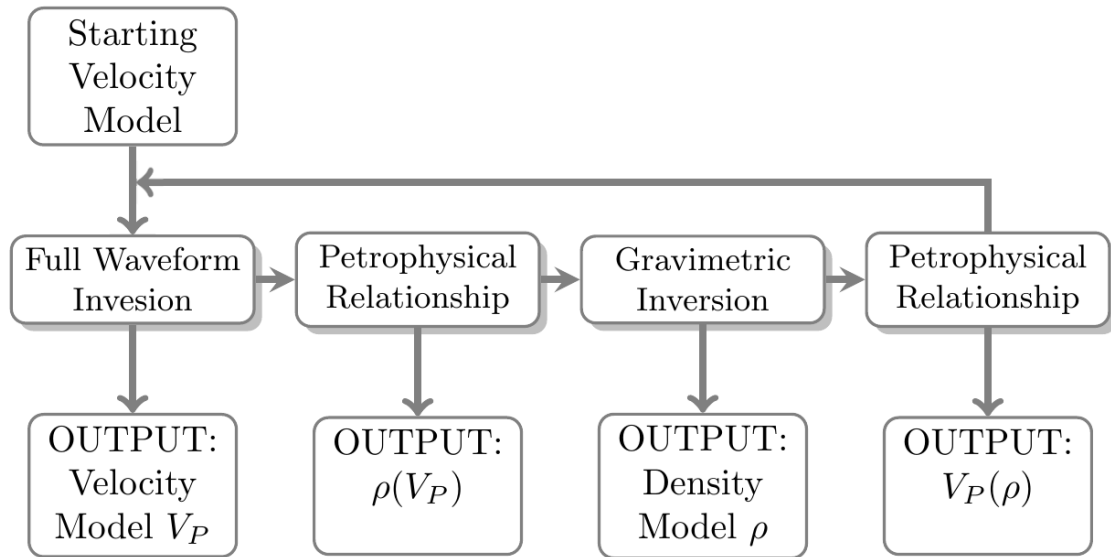 Starting
Velocity
Model
Full Waveform
Invesion
Petrophysical
Relationship
Gravimetric
Inversion
Petrophysical
Relationship
OUTPUT:
Velocity
Model V_P
OUTPUT:
ρ(V_P)
OUTPUT:
Density
Model ρ
OUTPUT:
V_P(ρ)